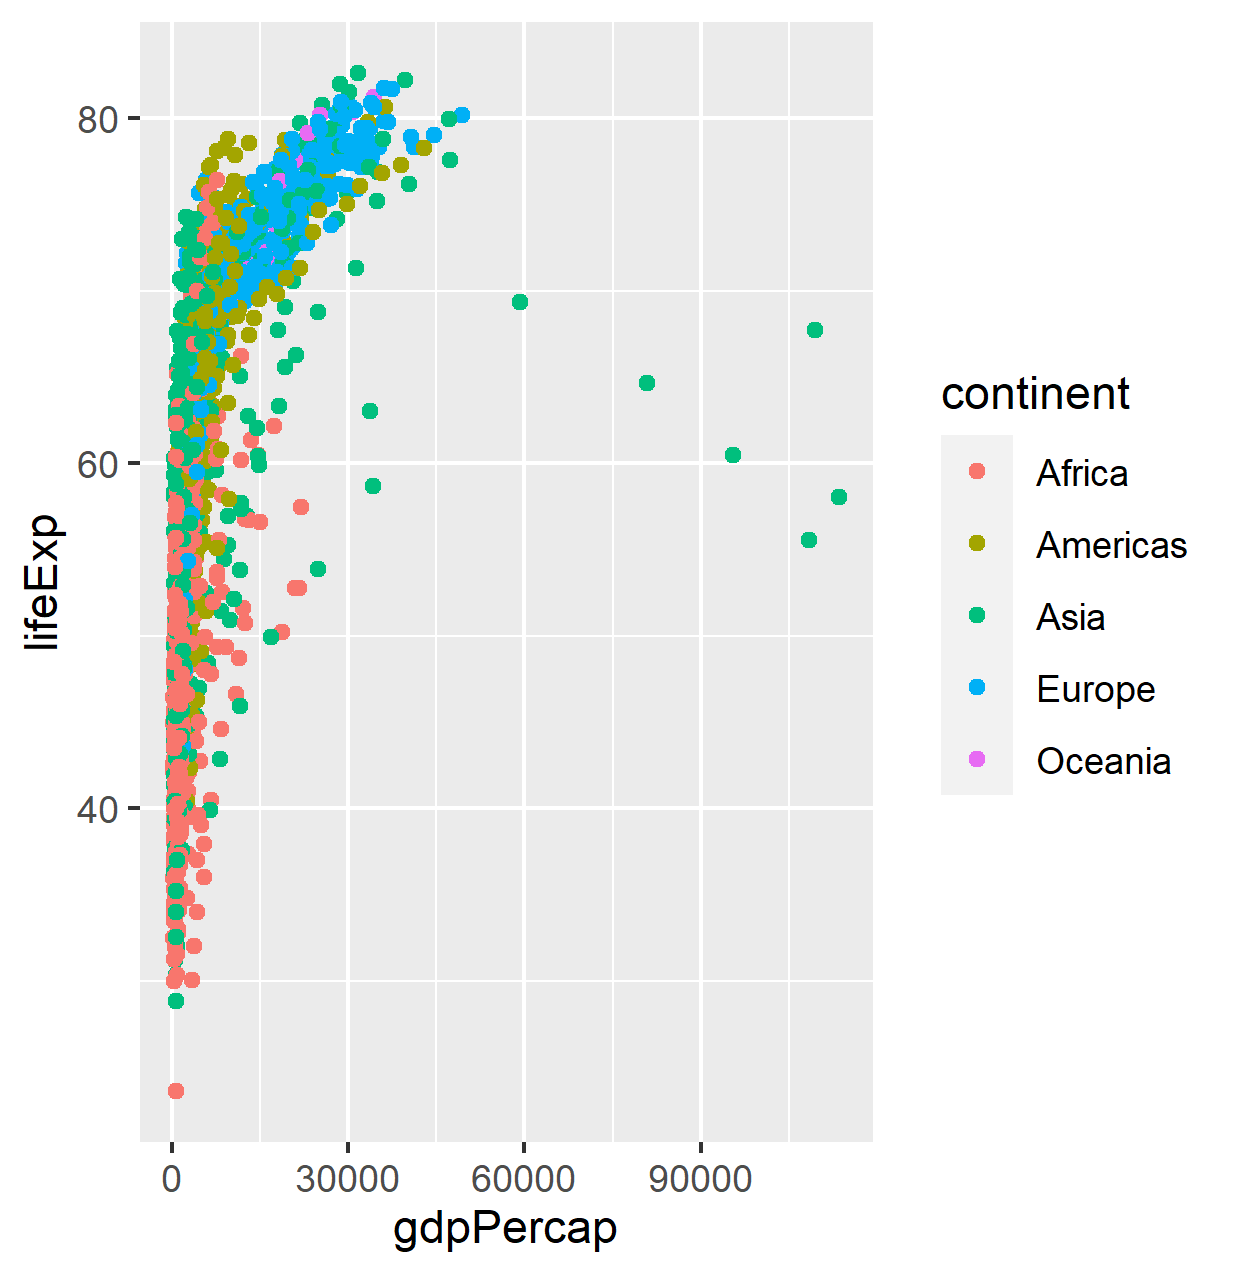 80
60
40
lifeExp
0 30000 60000 90000
gdpPercap
continent
Africa
Americas
Asia
Europe
Oceania